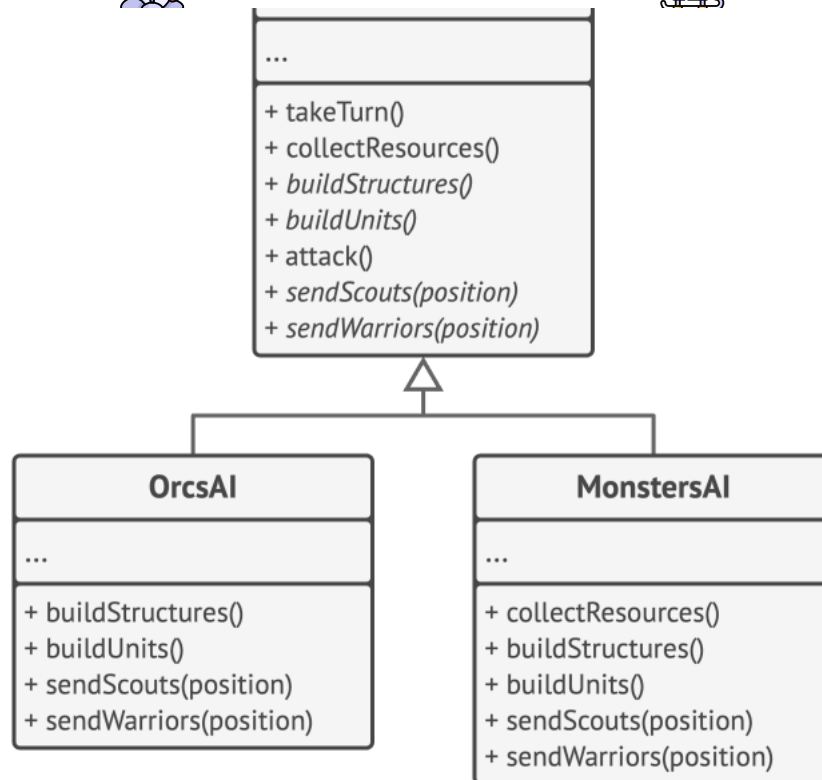 ...
+ takeTurn()
+ collectResources()
+ buildStructures()
+ buildUnits()
+ attack()
+ sendScouts(position)
+ sendWarriors(position)
OrcsAI
...
+ buildStructures()
+ buildUnits()
+ sendScouts(position)
+ sendWarriors(position)
MonstersAI
...
+ collectResources()
+ buildStructures()
+ buildUnits()
+ sendScouts(position)
+ sendWarriors(position)